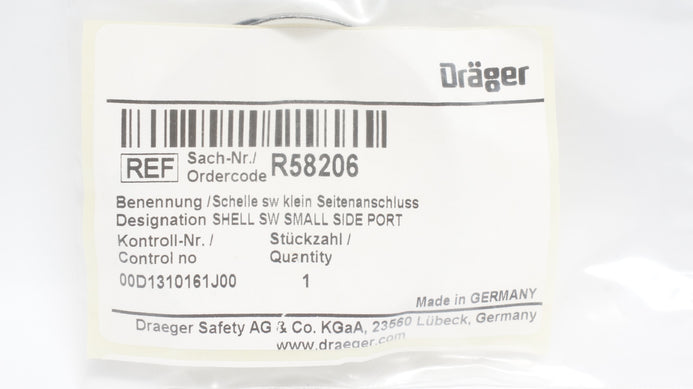 Dräger
REF Sach-Nr./ Ordercode R58206
Benennung /Schelle sw klein Seitenanschluss
Designation SHELL SW SMALL SIDE PORT
Kontroll-Nr. / Stückzahl /
Control no Quantity
00D1310161J00 1
Made in GERMANY
Draeger Safety AG & Co. KGaA, 23560 Lübeck, Germany
www.draeger.com